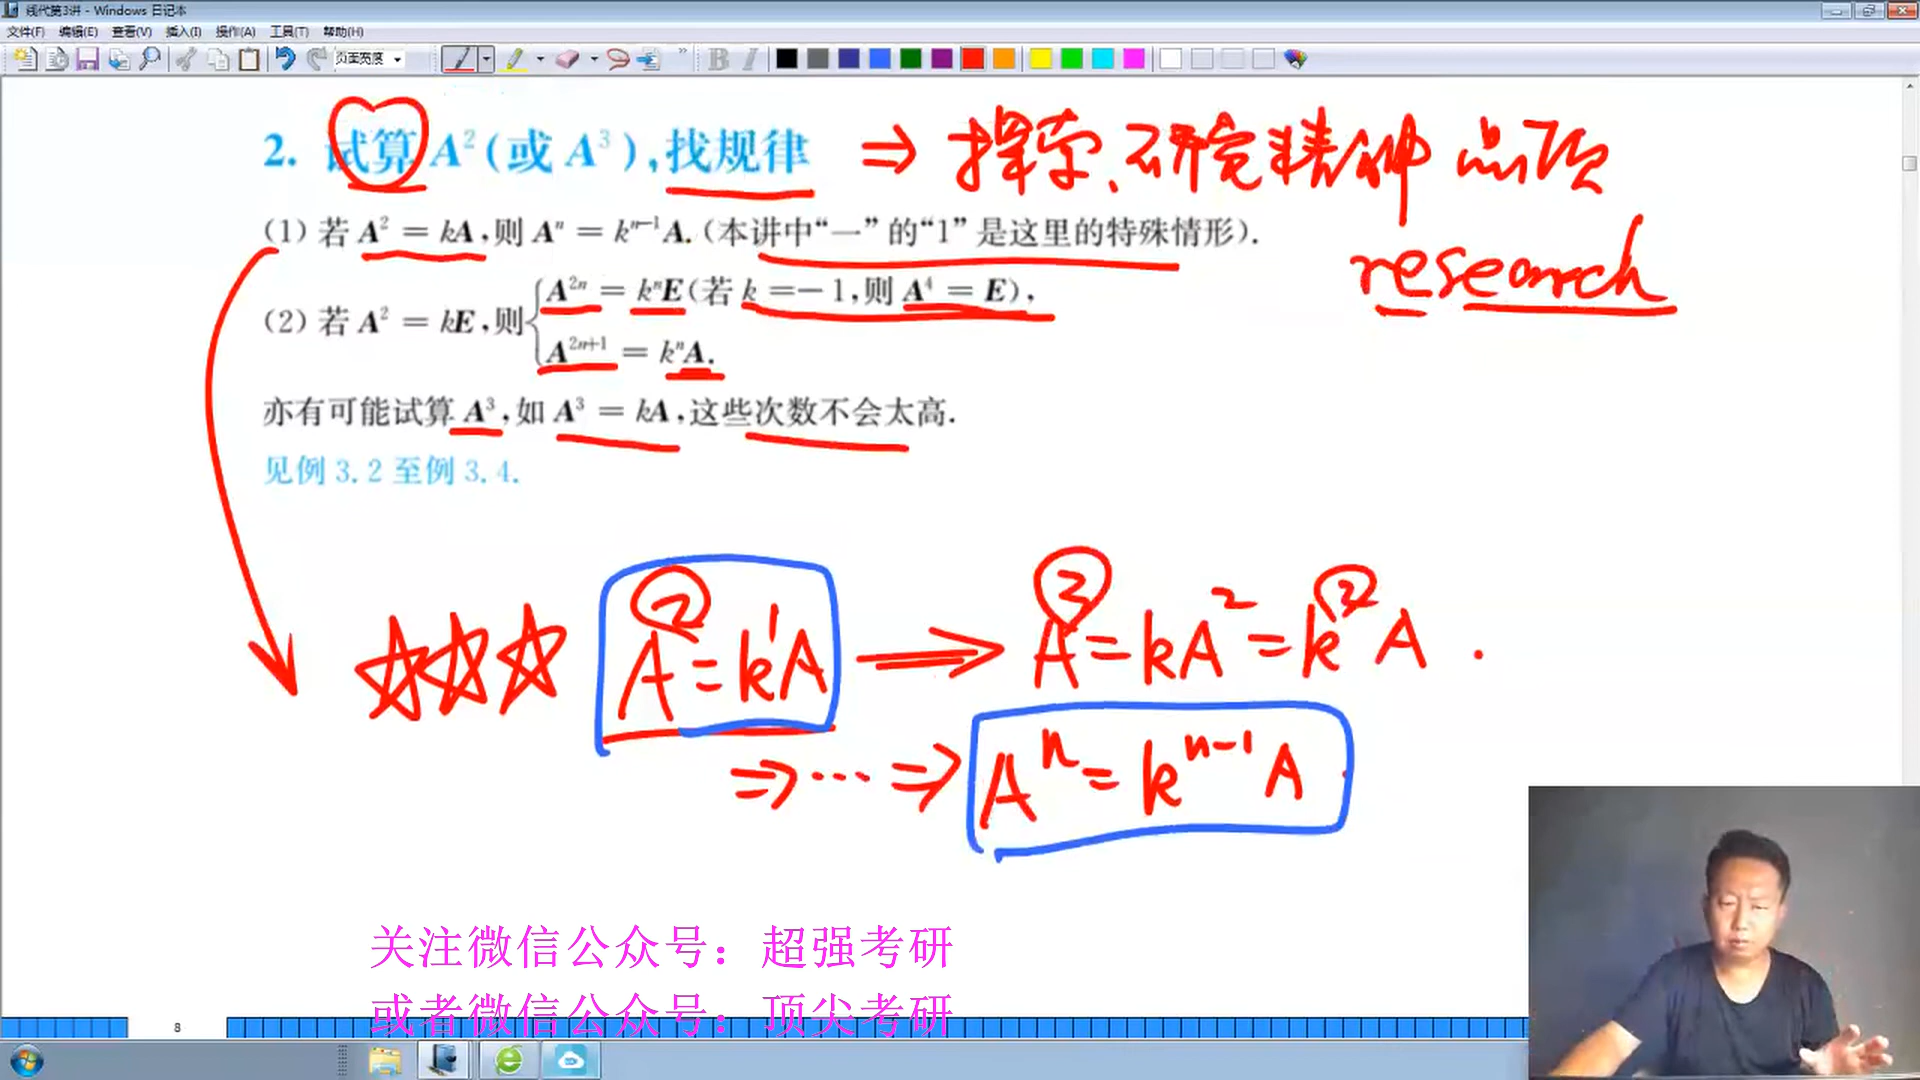 线代第3讲 - Windows 日记本
文件(F) 编辑(E) 查看(V) 插入(I) 操作(A) 工具(T) 帮助(H)
页面宽度
2. 试算 A²(或 A³),找规律 ⇒ 探索、研究精神
research
(1) 若 A² = kA,则 Aⁿ = kⁿ⁻¹A.(本讲中“一”的“1”是这里的特殊情形).
(2) 若 A² = kE,则
A²ⁿ = kⁿE(若 k =－1,则 A⁴ = E),
A²ⁿ⁺¹ = kⁿA.
亦有可能试算 A³,如 A³ = kA,这些次数不会太高.
见例 3.2 至例 3.4.
A² = k¹A ⟹ A³ = kA² = k²A .
⇒ ··· ⇒ Aⁿ = kⁿ⁻¹A
关注微信公众号：超强考研
或者微信公众号：顶尖考研
8